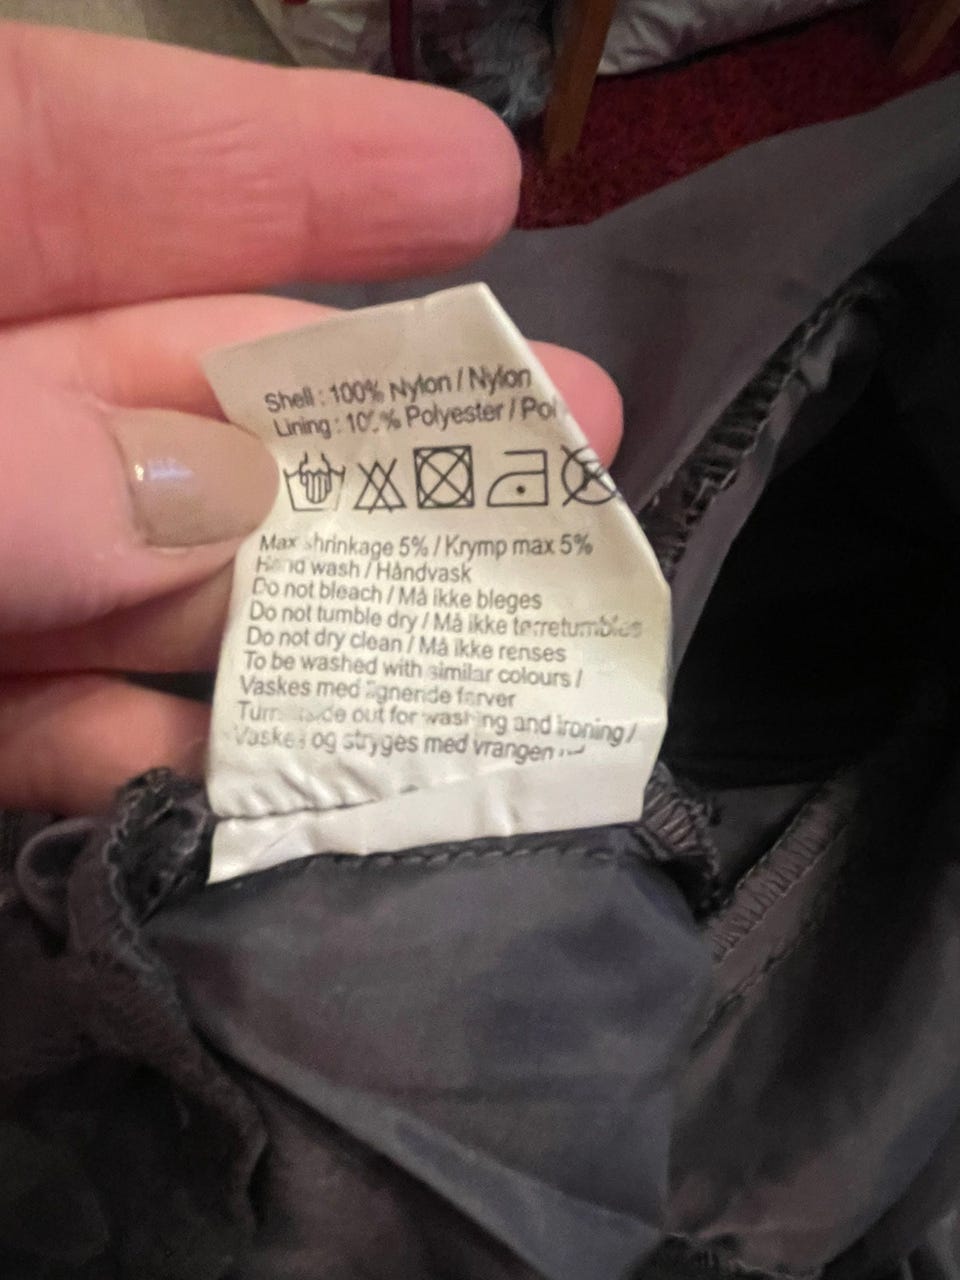 Shell : 100% Nylon / Nylon
Lining : 10 % Polyester / Pol
Max shrinkage 5% / Krymp max 5%
Hand wash / Håndvask
Do not bleach / Må ikke bleges
Do not tumble dry / Må ikke tørretumbles
Do not dry clean / Må ikke renses
To be washed with similar colours /
Vaskes med lignende farver
Turn inside out for washing and ironing /
Vaskes og stryges med vrangen